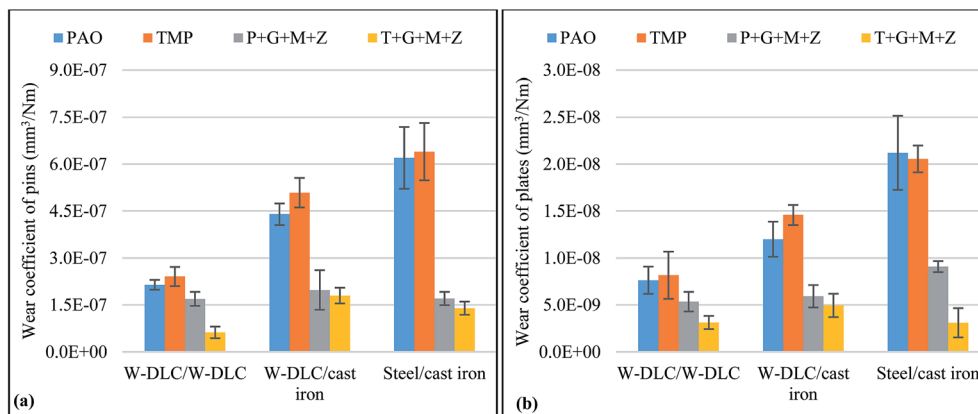 PAO TMP P+G+M+Z T+G+M+Z
Wear coefficient of pins (mm³/Nm)
9.0E-07
7.5E-07
6.0E-07
4.5E-07
3.0E-07
1.5E-07
0.0E+00
W-DLC/W-DLC W-DLC/cast iron Steel/cast iron
(a)
PAO TMP P+G+M+Z T+G+M+Z
Wear coefficient of plates (mm³/Nm)
3.0E-08
2.5E-08
2.0E-08
1.5E-08
1.0E-08
5.0E-09
0.0E+00
W-DLC/W-DLC W-DLC/cast iron Steel/cast iron
(b)